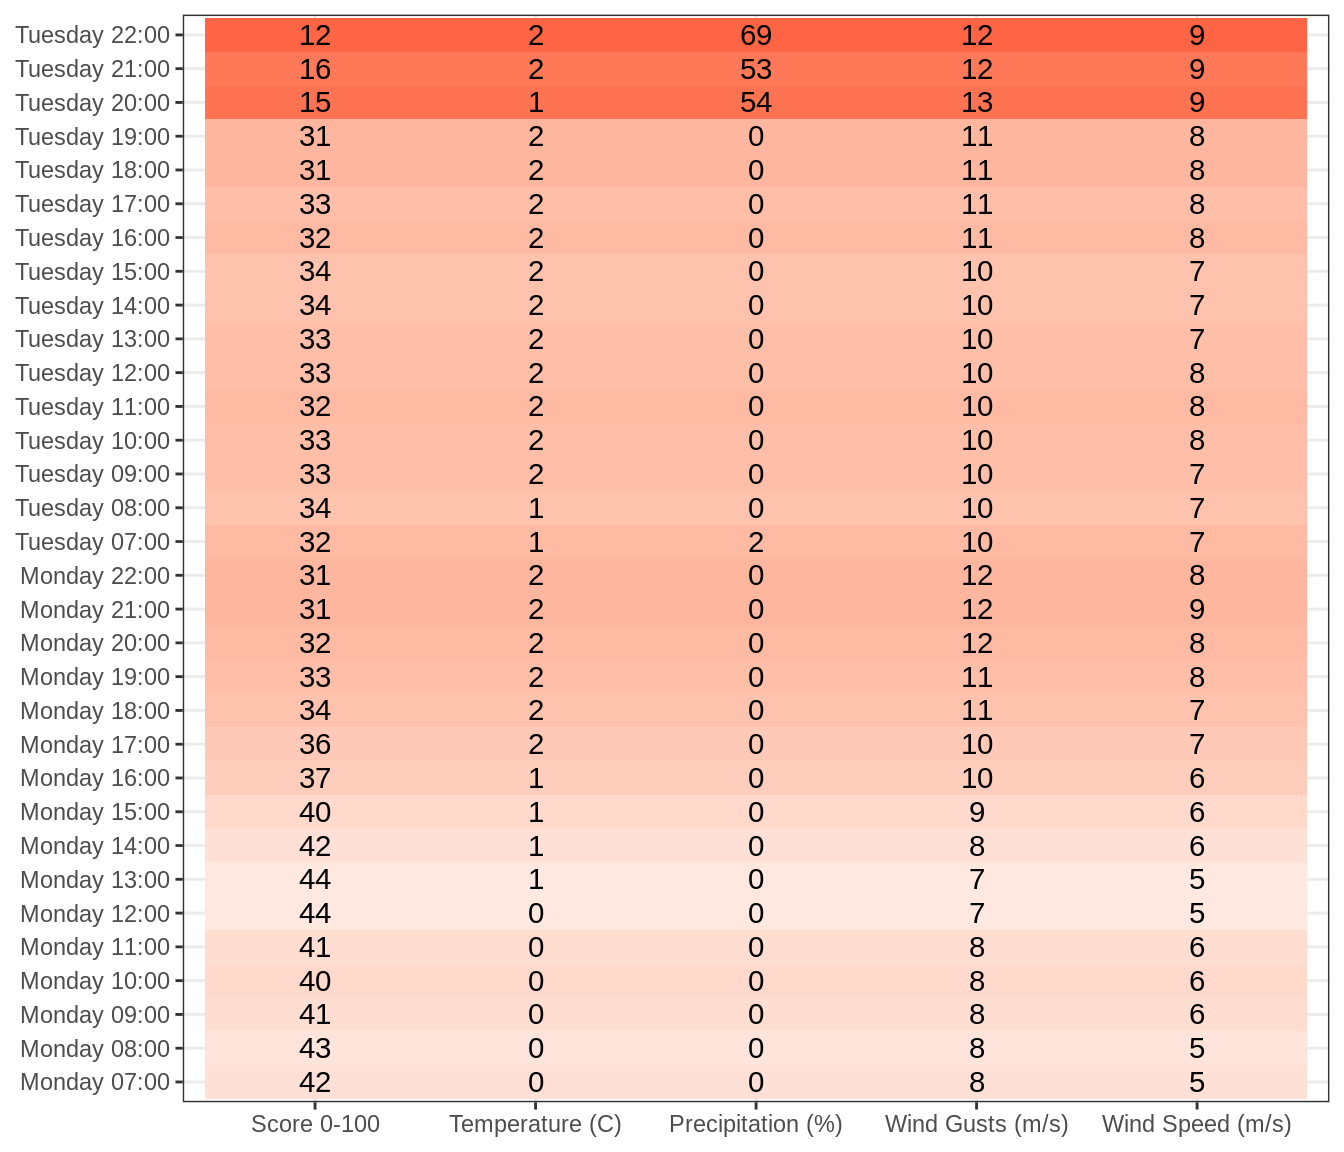 Tuesday 22:00 12 2 69 12 9
Tuesday 21:00 16 2 53 12 9
Tuesday 20:00 15 1 54 13 9
Tuesday 19:00 31 2 0 11 8
Tuesday 18:00 31 2 0 11 8
Tuesday 17:00 33 2 0 11 8
Tuesday 16:00 32 2 0 11 8
Tuesday 15:00 34 2 0 10 7
Tuesday 14:00 34 2 0 10 7
Tuesday 13:00 33 2 0 10 7
Tuesday 12:00 33 2 0 10 8
Tuesday 11:00 32 2 0 10 8
Tuesday 10:00 33 2 0 10 8
Tuesday 09:00 33 2 0 10 7
Tuesday 08:00 34 1 0 10 7
Tuesday 07:00 32 1 2 10 7
Monday 22:00 31 2 0 12 8
Monday 21:00 31 2 0 12 9
Monday 20:00 32 2 0 12 8
Monday 19:00 33 2 0 11 8
Monday 18:00 34 2 0 11 7
Monday 17:00 36 2 0 10 7
Monday 16:00 37 1 0 10 6
Monday 15:00 40 1 0 9 6
Monday 14:00 42 1 0 8 6
Monday 13:00 44 1 0 7 5
Monday 12:00 44 0 0 7 5
Monday 11:00 41 0 0 8 6
Monday 10:00 40 0 0 8 6
Monday 09:00 41 0 0 8 6
Monday 08:00 43 0 0 8 5
Monday 07:00 42 0 0 8 5
Score 0-100 Temperature (C) Precipitation (%) Wind Gusts (m/s) Wind Speed (m/s)